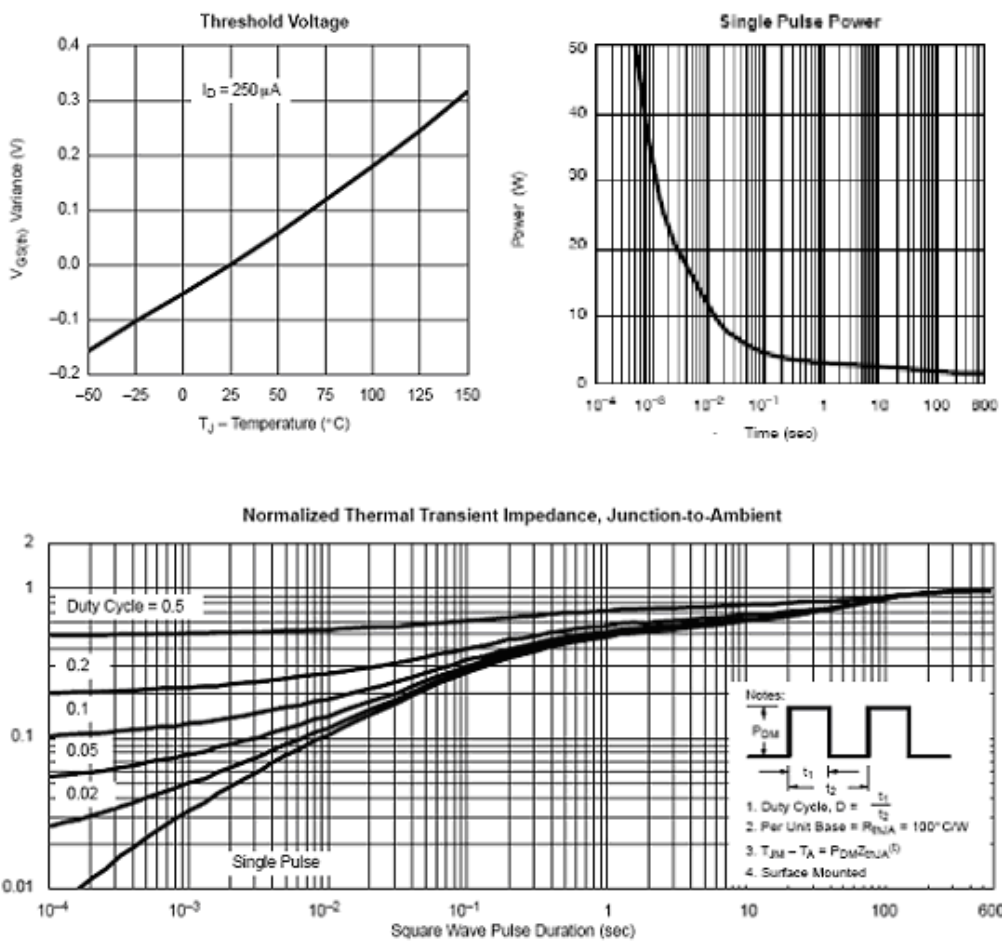 Threshold Voltage
0.4
0.3
0.2
0.1
0.0
–0.1
–0.2
V_GS(th) Variance (V)
I_D = 250 µA
–50 –25 0 25 50 75 100 125 150
T_J – Temperature (°C)
Single Pulse Power
50
40
30
20
10
0
Power (W)
10⁻⁴ 10⁻³ 10⁻² 10⁻¹ 1 10 100 600
Time (sec)
Normalized Thermal Transient Impedance, Junction-to-Ambient
2
1
0.1
0.01
Duty Cycle = 0.5
0.2
0.1
0.05
0.02
Single Pulse
Notes:
P_DM
t₁
t₂
1. Duty Cycle, D = t₁/t₂
2. Per Unit Base = R_thJA = 100°C/W
3. T_JM – T_A = P_DM Z_thJA(t)
4. Surface Mounted
10⁻⁴ 10⁻³ 10⁻² 10⁻¹ 1 10 100 600
Square Wave Pulse Duration (sec)